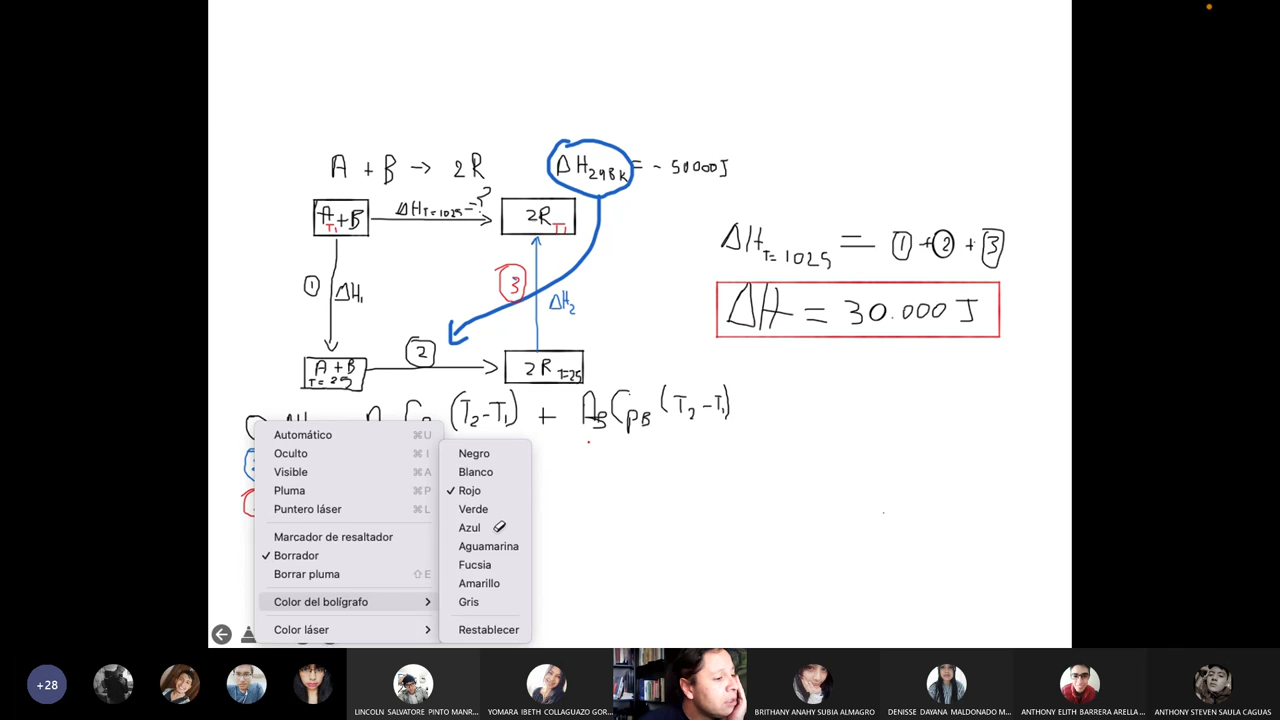 A + B → 2R ΔH298K = - 50000J
A+B T1 ΔH T=1025=? 2R T1
ΔH T=1025 = ① + ② + ③
① ΔH1 ③ ΔH2
ΔH = 30.000 J
②
A + B T=25 2R T=25
(T2-T1) + CpB (T2-T1)
Automático ⌘U
Oculto ⌘I
Visible ⌘A
Pluma ⌘P
Puntero láser ⌘L
Marcador de resaltador
✓ Borrador
Borrar pluma ⇧E
Color del bolígrafo >
Color láser >
Negro
Blanco
✓ Rojo
Verde
Azul
Aguamarina
Fucsia
Amarillo
Gris
Restablecer
+28
LINCOLN SALVATORE PINTO MANR...
YOMARA IBETH COLLAGUAZO GOR...
BRITHANY ANAHY SUBIA ALMAGRO
DENISSE DAYANA MALDONADO M...
ANTHONY ELITH BARRERA ARELLA ...
ANTHONY STEVEN SAULA CAGUAS